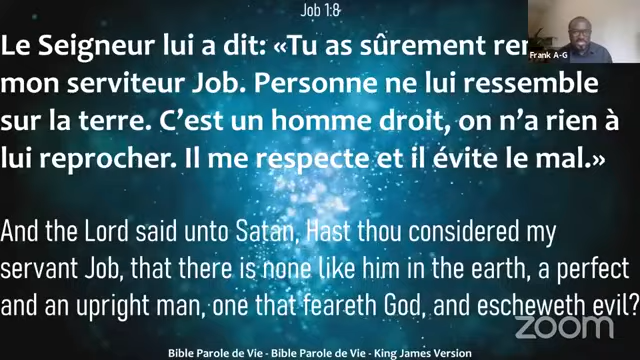 Job 1:8
Le Seigneur lui a dit: «Tu as sûrement
Frank A-G
mon serviteur Job. Personne ne lui ressemble
sur la terre. C’est un homme droit, on n’a rien à
lui reprocher. Il me respecte et il évite le mal.»
And the Lord said unto Satan, Hast thou considered my
servant Job, that there is none like him in the earth, a perfect
and an upright man, one that feareth God, and escheweth evil?
zoom
Bible Parole de Vie - Bible Parole de Vie - King James Version